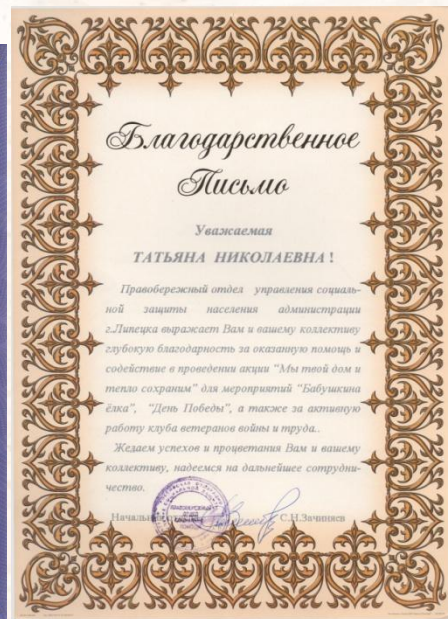 Благодарственное
Письмо
Уважаемая
ТАТЬЯНА НИКОЛАЕВНА !
Правобережный отдел управления социаль-
ной защиты населения администрации
г.Липецка выражает Вам и вашему коллективу
глубокую благодарность за оказанную помощь и
содействие в проведении акции "Мы твой дом и
тепло сохраним" для мероприятий "Бабушкина
ёлка", "День Победы", а также за активную
работу клуба ветеранов войны и труда..
Желаем успехов и процветания Вам и вашему
коллективу, надеемся на дальнейшее сотрудни-
чество.
С.Н.Зачиняев